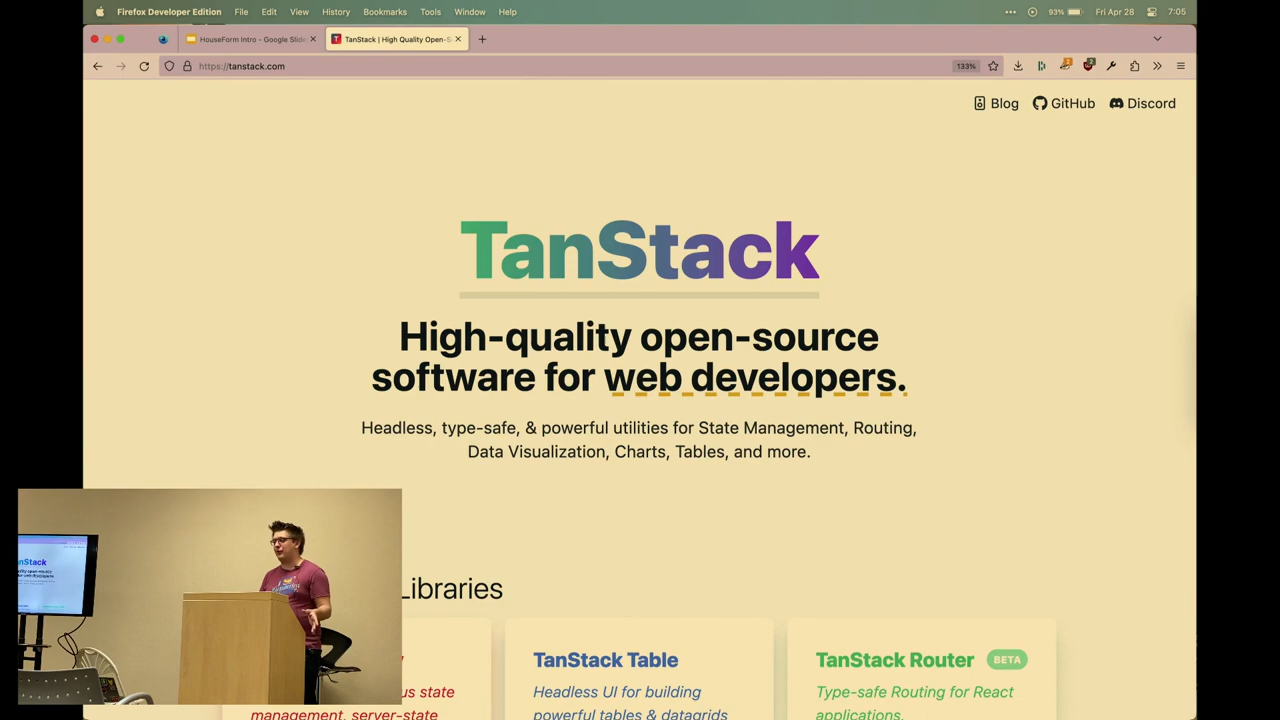 Firefox Developer Edition File Edit View History Bookmarks Tools Window Help
93% Fri Apr 28 7:05
HouseForm Intro - Google Slide
TanStack | High Quality Open-S
https://tanstack.com
133%
Blog GitHub Discord
TanStack
High-quality open-source
software for web developers.
Headless, type-safe, & powerful utilities for State Management, Routing,
Data Visualization, Charts, Tables, and more.
Libraries
TanStack Table
TanStack Router BETA
us state
Headless UI for building
Type-safe Routing for React
management, server-state
powerful tables & datagrids
applications.